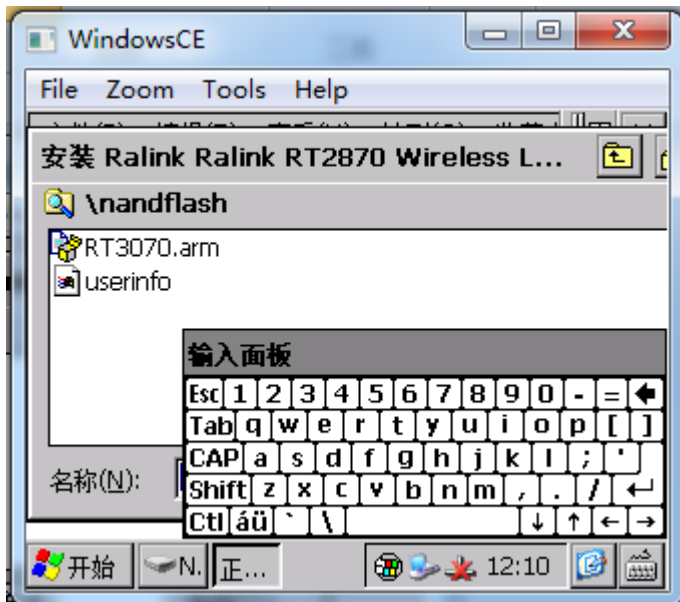 WindowsCE
File Zoom Tools Help
安装 Ralink Ralink RT2870 Wireless L...
\nandflash
RT3070.arm
userinfo
输入面板
Esc 1 2 3 4 5 6 7 8 9 0 - =
Tab q w e r t y u i o p [ ]
CAP a s d f g h j k l ; '
名称(N):
Shift z x c v b n m , . /
Ctl áü ` \ ↓ ↑ ← →
开始 N. 正... 12:10